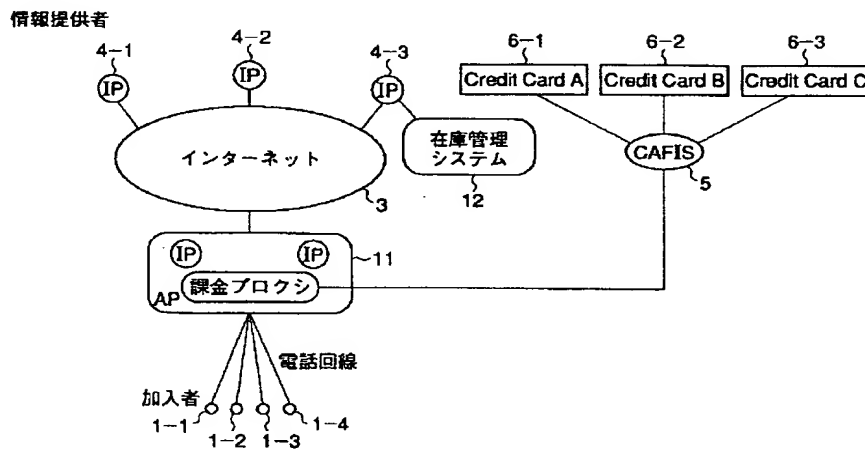 情報提供者
4-1
4-2
4-3
6-1
6-2
6-3
IP
IP
IP
Credit Card A
Credit Card B
Credit Card C
インターネット
在庫管理
システム
CAFIS
3
12
5
IP
IP
11
AP
課金プロクシ
電話回線
加入者
1-1
1-2
1-3
1-4